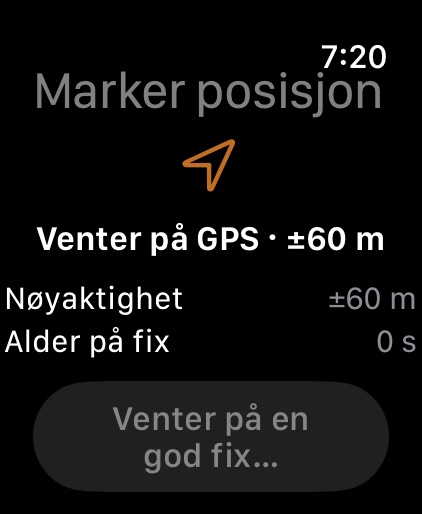 7:20
Marker posisjon
Venter på GPS · ±60 m
Nøyaktighet ±60 m
Alder på fix 0 s
Venter på en
god fix…